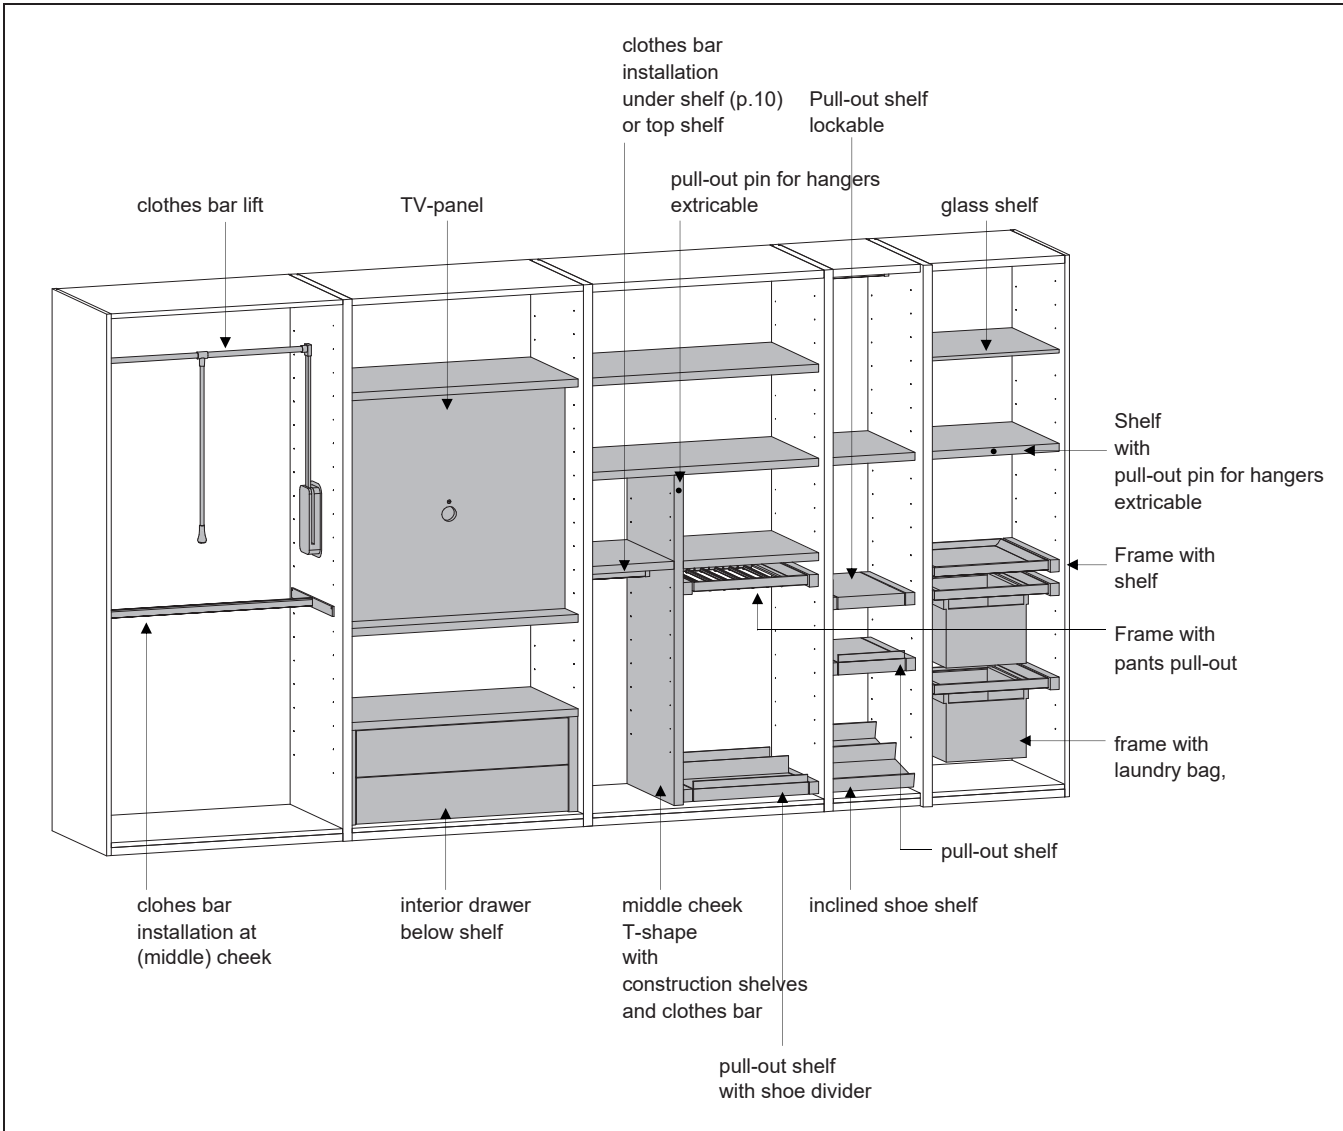 clothes bar
installation
under shelf (p.10)
or top shelf
Pull-out shelf
lockable
pull-out pin for hangers
extricable
clothes bar lift
TV-panel
glass shelf
Shelf
with
pull-out pin for hangers
extricable
Frame with
shelf
Frame with
pants pull-out
frame with
laundry bag,
pull-out shelf
clohes bar
installation at
(middle) cheek
interior drawer
below shelf
middle cheek
T-shape
with
construction shelves
and clothes bar
inclined shoe shelf
pull-out shelf
with shoe divider